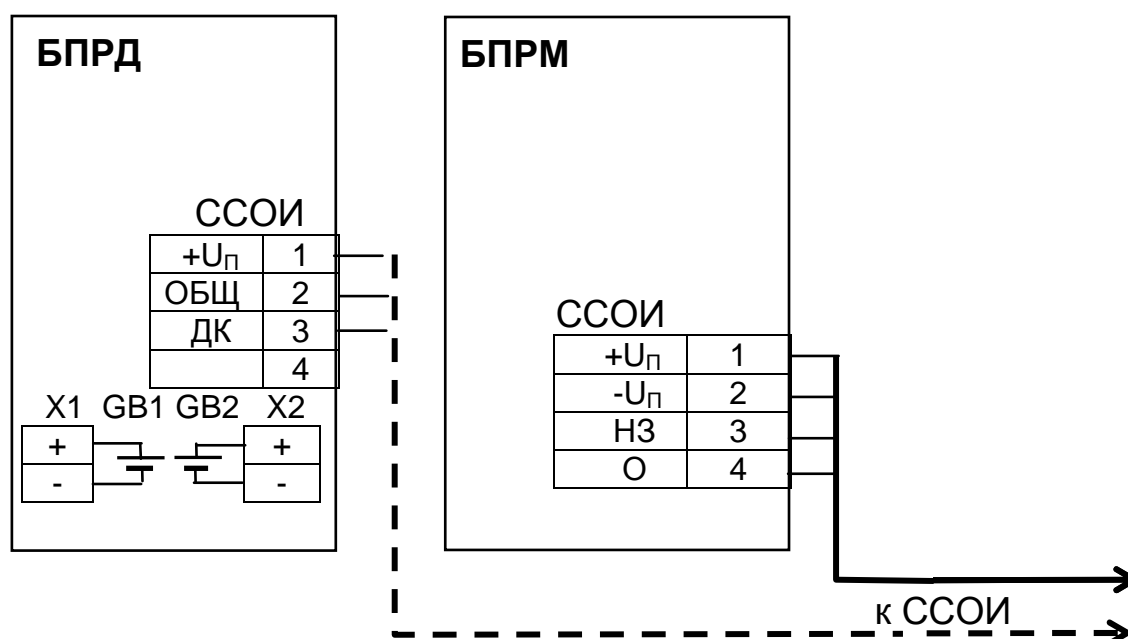 БПРД
ССОИ
+UП 1
ОБЩ 2
ДК 3
4
X1 GB1 GB2 X2
+ +
- -
БПРМ
ССОИ
+UП 1
-UП 2
НЗ 3
О 4
к ССОИ